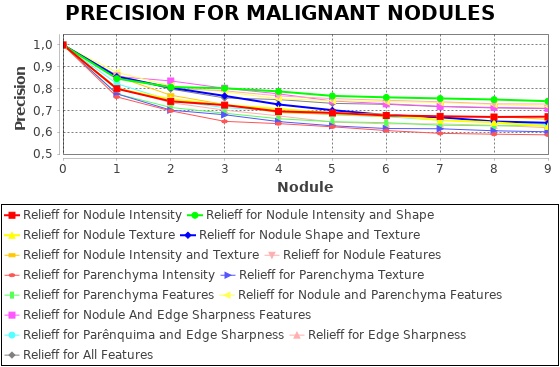 PRECISION FOR MALIGNANT NODULES
1,0
0,9
0,8
0,7
0,6
0,5
Precision
0 1 2 3 4 5 6 7 8 9
Nodule
Relieff for Nodule Intensity Relieff for Nodule Intensity and Shape
Relieff for Nodule Texture Relieff for Nodule Shape and Texture
Relieff for Nodule Intensity and Texture Relieff for Nodule Features
Relieff for Parenchyma Intensity Relieff for Parenchyma Texture
Relieff for Parenchyma Features Relieff for Nodule and Parenchyma Features
Relieff for Nodule And Edge Sharpness Features
Relieff for Parênquima and Edge Sharpness Relieff for Edge Sharpness
Relieff for All Features